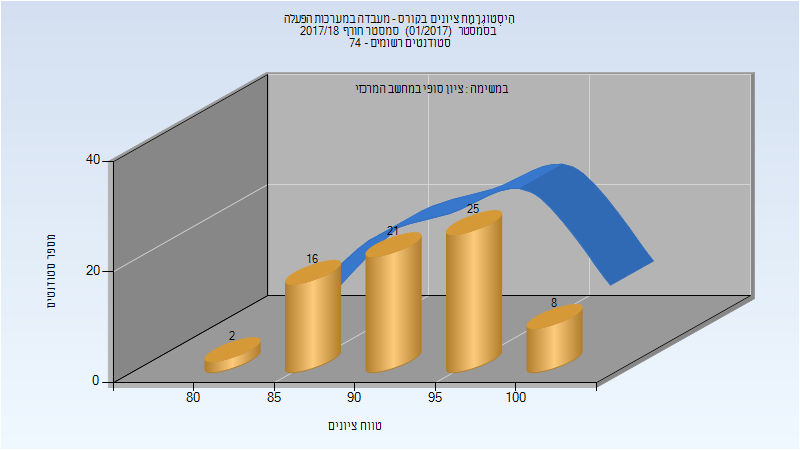 היסטוגרמת ציונים בקורס - מעבדה במערכות הפעלה
בסמסטר (01/2017) סמסטר חורף 2017/18
סטודנטים רשומים - 74
במשימה : ציון סופי במחשב המרכזי
מספר סטודנטים
40
20
0
2
16
21
25
8
80
85
90
95
100
טווח ציונים